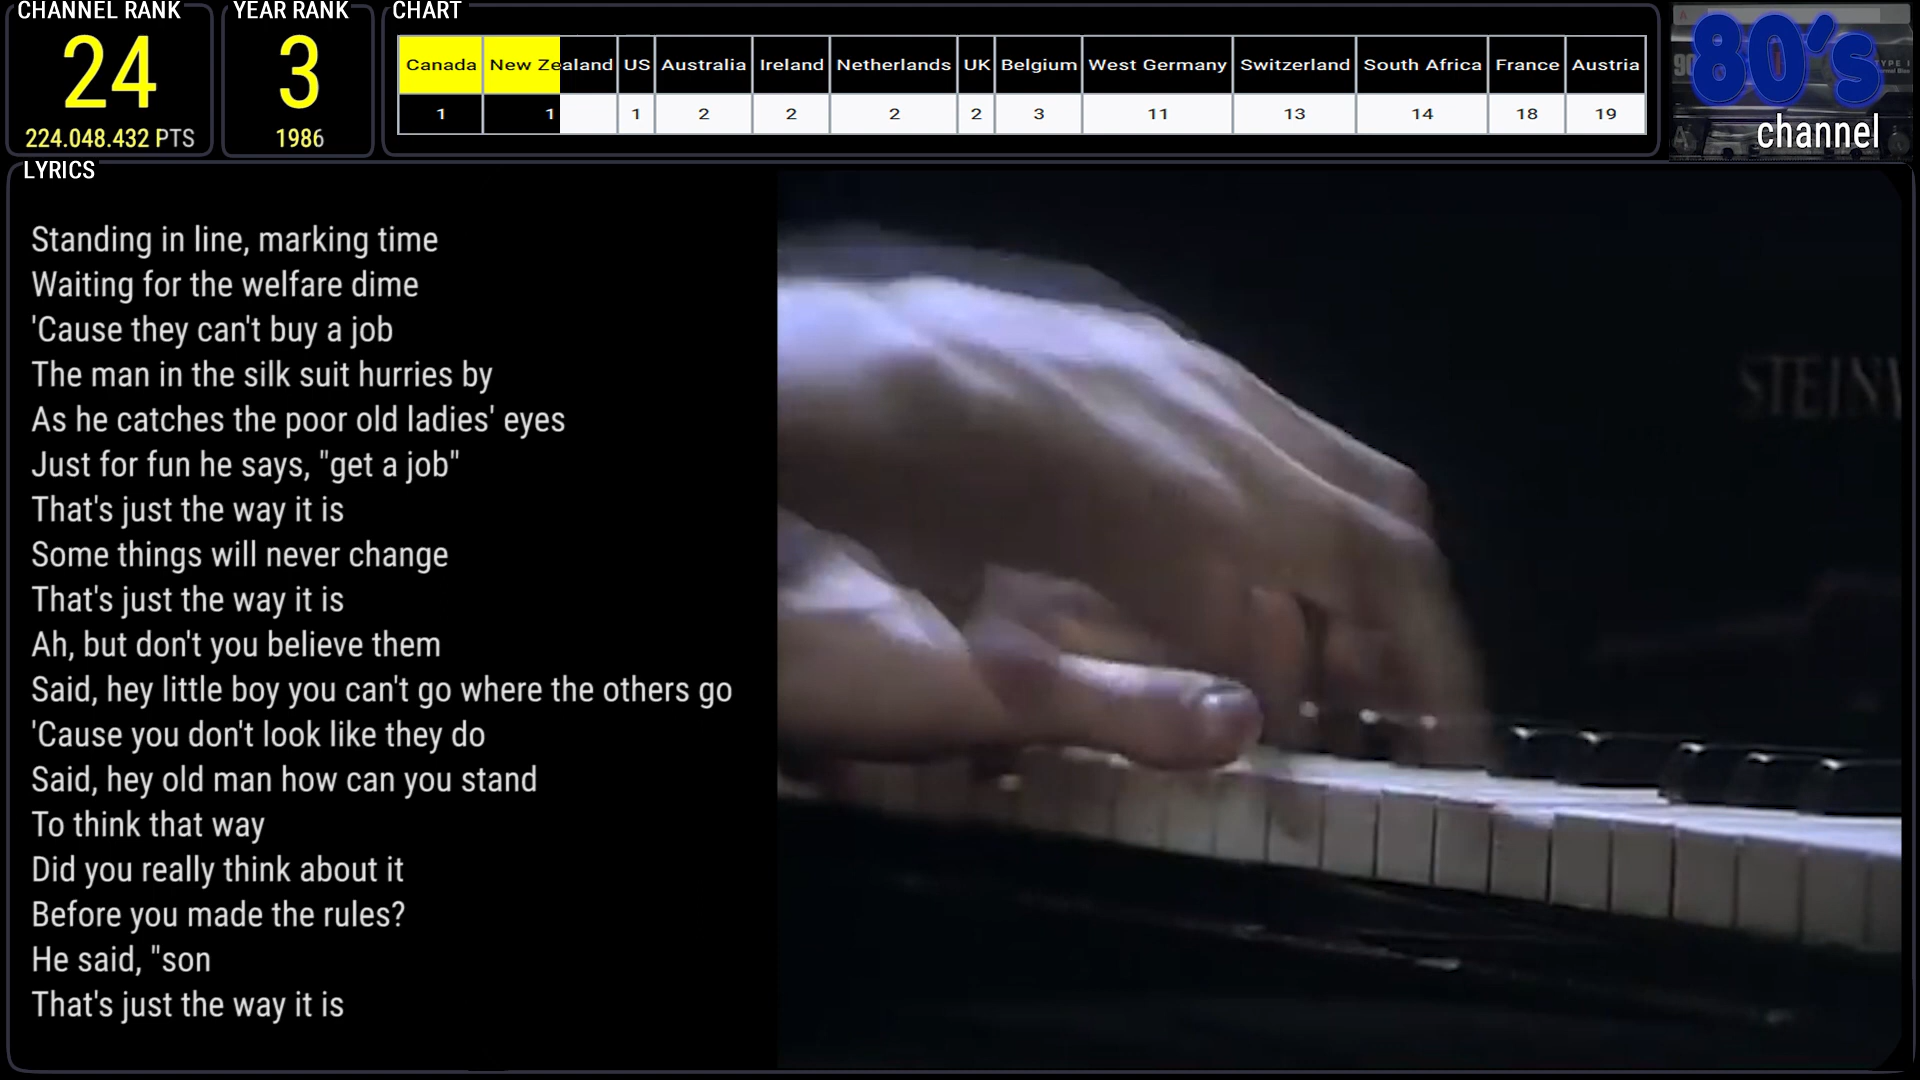 CHANNEL RANK
24
224.048.432 PTS
YEAR RANK
3
1986
CHART
Canada New Zealand US Australia Ireland Netherlands UK Belgium West Germany Switzerland South Africa France Austria
1 1 1 2 2 2 2 3 11 13 14 18 19
80's
channel
LYRICS
Standing in line, marking time
Waiting for the welfare dime
'Cause they can't buy a job
The man in the silk suit hurries by
As he catches the poor old ladies' eyes
Just for fun he says, "get a job"
That's just the way it is
Some things will never change
That's just the way it is
Ah, but don't you believe them
Said, hey little boy you can't go where the others go
'Cause you don't look like they do
Said, hey old man how can you stand
To think that way
Did you really think about it
Before you made the rules?
He said, "son
That's just the way it is
STEINW